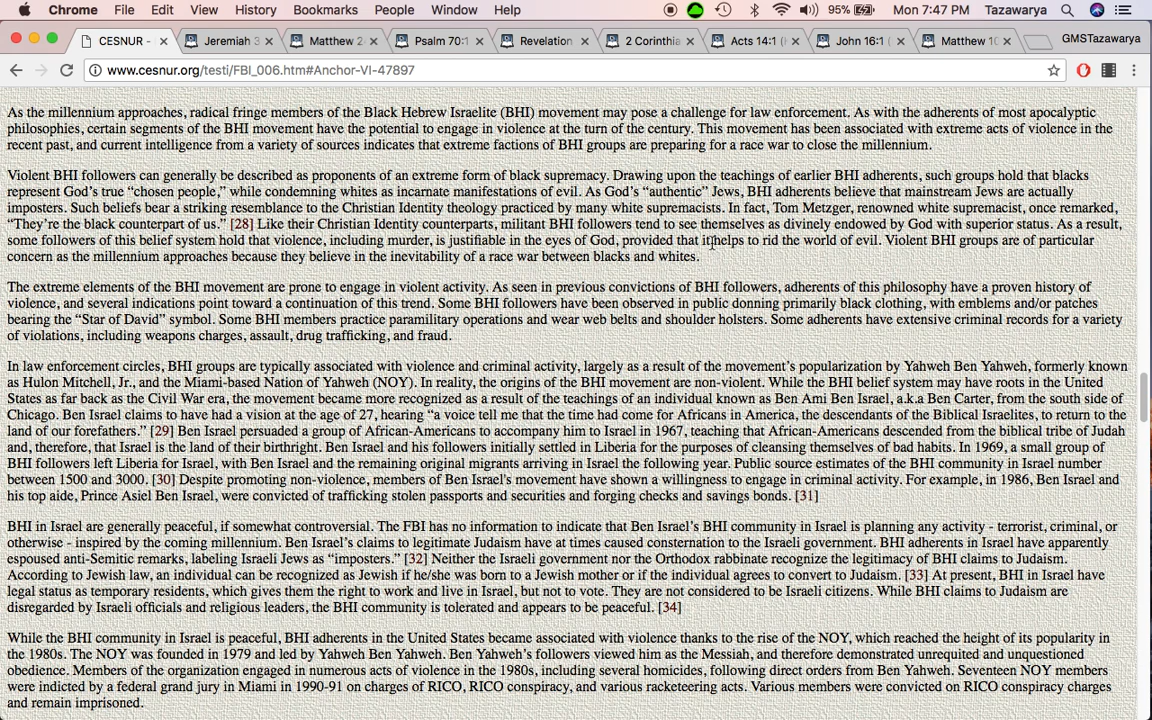 Chrome File Edit View History Bookmarks People Window Help 95% Mon 7:47 PM Tazawarya
CESNUR - Jeremiah 3 Matthew 2 Psalm 70:1 Revelation 2 Corinthia Acts 14:1 ( John 16:1 ( Matthew 10 GMSTazawarya
www.cesnur.org/testi/FBI_006.htm#Anchor-VI-47897
As the millennium approaches, radical fringe members of the Black Hebrew Israelite (BHI) movement may pose a challenge for law enforcement. As with the adherents of most apocalyptic
philosophies, certain segments of the BHI movement have the potential to engage in violence at the turn of the century. This movement has been associated with extreme acts of violence in the
recent past, and current intelligence from a variety of sources indicates that extreme factions of BHI groups are preparing for a race war to close the millennium.
Violent BHI followers can generally be described as proponents of an extreme form of black supremacy. Drawing upon the teachings of earlier BHI adherents, such groups hold that blacks
represent God's true “chosen people,” while condemning whites as incarnate manifestations of evil. As God's “authentic” Jews, BHI adherents believe that mainstream Jews are actually
imposters. Such beliefs bear a striking resemblance to the Christian Identity theology practiced by many white supremacists. In fact, Tom Metzger, renowned white supremacist, once remarked,
“They're the black counterpart of us.” [28] Like their Christian Identity counterparts, militant BHI followers tend to see themselves as divinely endowed by God with superior status. As a result,
some followers of this belief system hold that violence, including murder, is justifiable in the eyes of God, provided that it helps to rid the world of evil. Violent BHI groups are of particular
concern as the millennium approaches because they believe in the inevitability of a race war between blacks and whites.
The extreme elements of the BHI movement are prone to engage in violent activity. As seen in previous convictions of BHI followers, adherents of this philosophy have a proven history of
violence, and several indications point toward a continuation of this trend. Some BHI followers have been observed in public donning primarily black clothing, with emblems and/or patches
bearing the “Star of David” symbol. Some BHI members practice paramilitary operations and wear web belts and shoulder holsters. Some adherents have extensive criminal records for a variety
of violations, including weapons charges, assault, drug trafficking, and fraud.
In law enforcement circles, BHI groups are typically associated with violence and criminal activity, largely as a result of the movement's popularization by Yahweh Ben Yahweh, formerly known
as Hulon Mitchell, Jr., and the Miami-based Nation of Yahweh (NOY). In reality, the origins of the BHI movement are non-violent. While the BHI belief system may have roots in the United
States as far back as the Civil War era, the movement became more recognized as a result of the teachings of an individual known as Ben Ami Ben Israel, a.k.a Ben Carter, from the south side of
Chicago. Ben Israel claims to have had a vision at the age of 27, hearing “a voice tell me that the time had come for Africans in America, the descendants of the Biblical Israelites, to return to the
land of our forefathers.” [29] Ben Israel persuaded a group of African-Americans to accompany him to Israel in 1967, teaching that African-Americans descended from the biblical tribe of Judah
and, therefore, that Israel is the land of their birthright. Ben Israel and his followers initially settled in Liberia for the purposes of cleansing themselves of bad habits. In 1969, a small group of
BHI followers left Liberia for Israel, with Ben Israel and the remaining original migrants arriving in Israel the following year. Public source estimates of the BHI community in Israel number
between 1500 and 3000. [30] Despite promoting non-violence, members of Ben Israel's movement have shown a willingness to engage in criminal activity. For example, in 1986, Ben Israel and
his top aide, Prince Asiel Ben Israel, were convicted of trafficking stolen passports and securities and forging checks and savings bonds. [31]
BHI in Israel are generally peaceful, if somewhat controversial. The FBI has no information to indicate that Ben Israel's BHI community in Israel is planning any activity - terrorist, criminal, or
otherwise - inspired by the coming millennium. Ben Israel's claims to legitimate Judaism have at times caused consternation to the Israeli government. BHI adherents in Israel have apparently
espoused anti-Semitic remarks, labeling Israeli Jews as “imposters.” [32] Neither the Israeli government nor the Orthodox rabbinate recognize the legitimacy of BHI claims to Judaism.
According to Jewish law, an individual can be recognized as Jewish if he/she was born to a Jewish mother or if the individual agrees to convert to Judaism. [33] At present, BHI in Israel have
legal status as temporary residents, which gives them the right to work and live in Israel, but not to vote. They are not considered to be Israeli citizens. While BHI claims to Judaism are
disregarded by Israeli officials and religious leaders, the BHI community is tolerated and appears to be peaceful. [34]
While the BHI community in Israel is peaceful, BHI adherents in the United States became associated with violence thanks to the rise of the NOY, which reached the height of its popularity in
the 1980s. The NOY was founded in 1979 and led by Yahweh Ben Yahweh. Ben Yahweh's followers viewed him as the Messiah, and therefore demonstrated unrequited and unquestioned
obedience. Members of the organization engaged in numerous acts of violence in the 1980s, including several homicides, following direct orders from Ben Yahweh. Seventeen NOY members
were indicted by a federal grand jury in Miami in 1990-91 on charges of RICO, RICO conspiracy, and various racketeering acts. Various members were convicted on RICO conspiracy charges
and remain imprisoned.